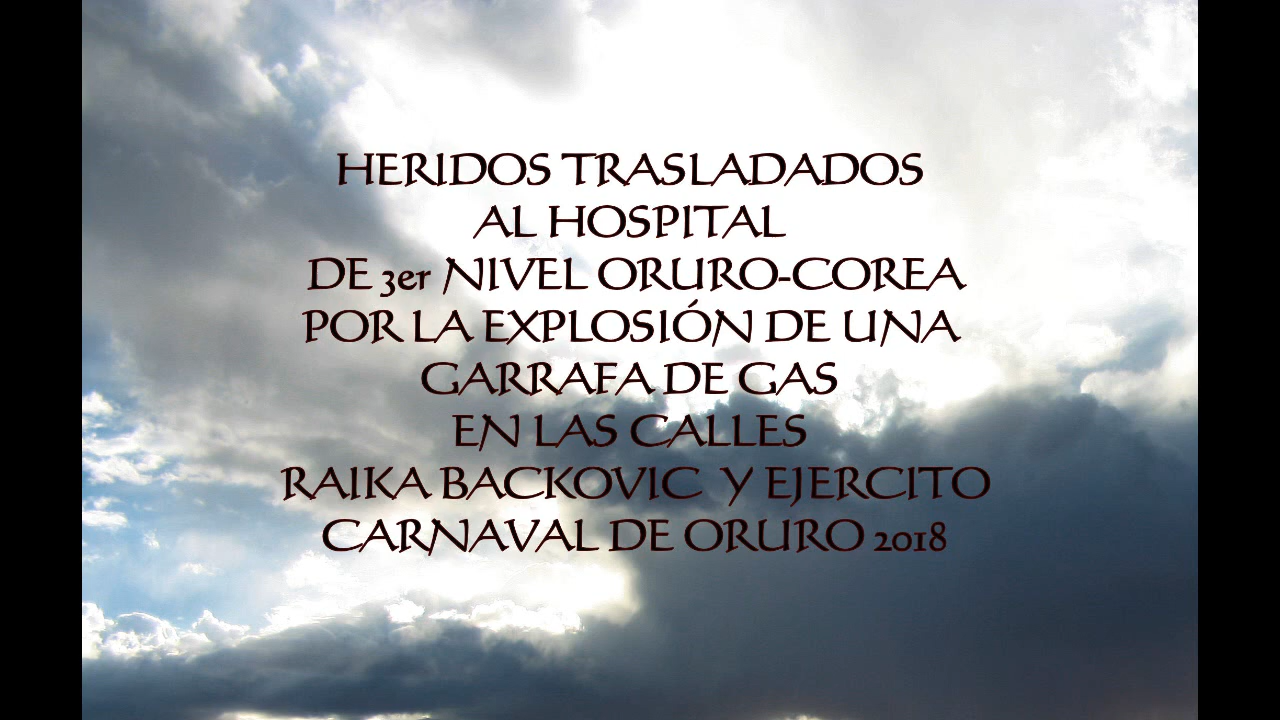 HERIDOS TRASLADADOS
AL HOSPITAL
DE 3er NIVEL ORURO-COREA
POR LA EXPLOSIÓN DE UNA
GARRAFA DE GAS
EN LAS CALLES
RAIKA BACKOVIC Y EJERCITO
CARNAVAL DE ORURO 2018